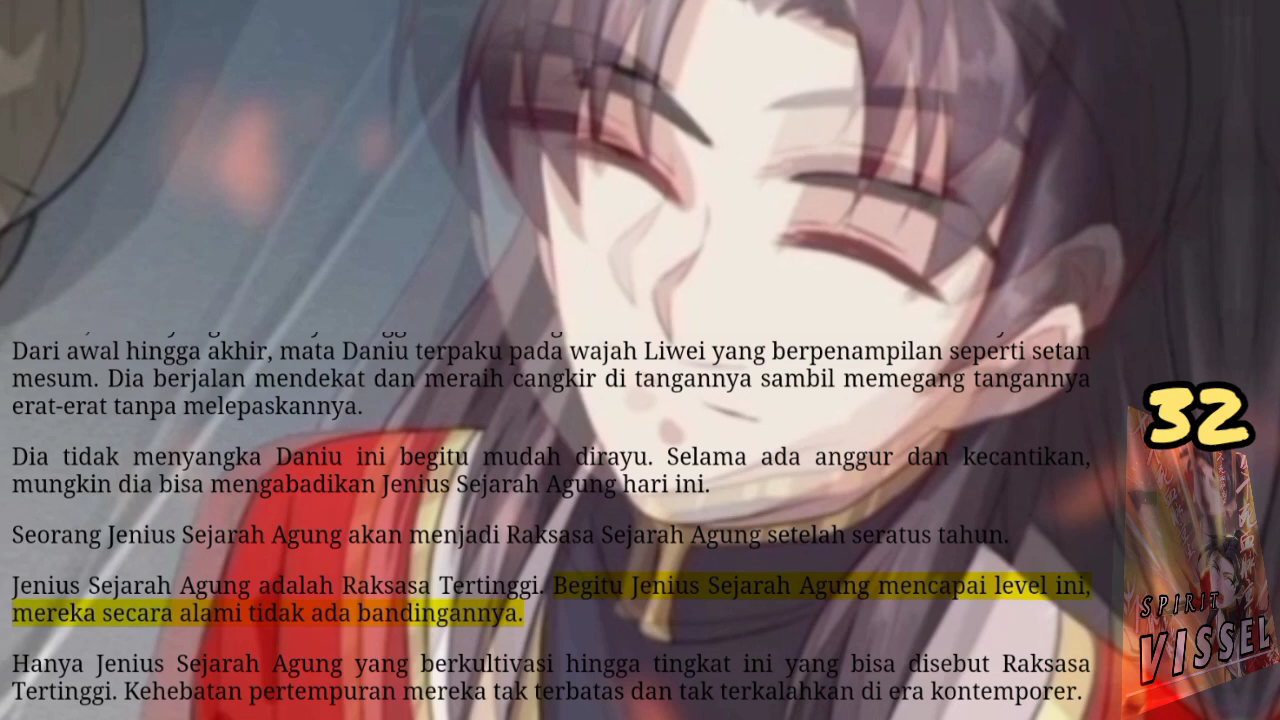 Dari awal hingga akhir, mata Daniu terpaku pada wajah Liwei yang berpenampilan seperti setan
mesum. Dia berjalan mendekat dan meraih cangkir di tangannya sambil memegang tangannya
erat-erat tanpa melepaskannya.
Dia tidak menyangka Daniu ini begitu mudah dirayu. Selama ada anggur dan kecantikan,
mungkin dia bisa mengabadikan Jenius Sejarah Agung hari ini.
Seorang Jenius Sejarah Agung akan menjadi Raksasa Sejarah Agung setelah seratus tahun.
Jenius Sejarah Agung adalah Raksasa Tertinggi. Begitu Jenius Sejarah Agung mencapai level ini,
mereka secara alami tidak ada bandingannya.
Hanya Jenius Sejarah Agung yang berkultivasi hingga tingkat ini yang bisa disebut Raksasa
Tertinggi. Kehebatan pertempuran mereka tak terbatas dan tak terkalahkan di era kontemporer.
32
SPIRIT
VISSEL